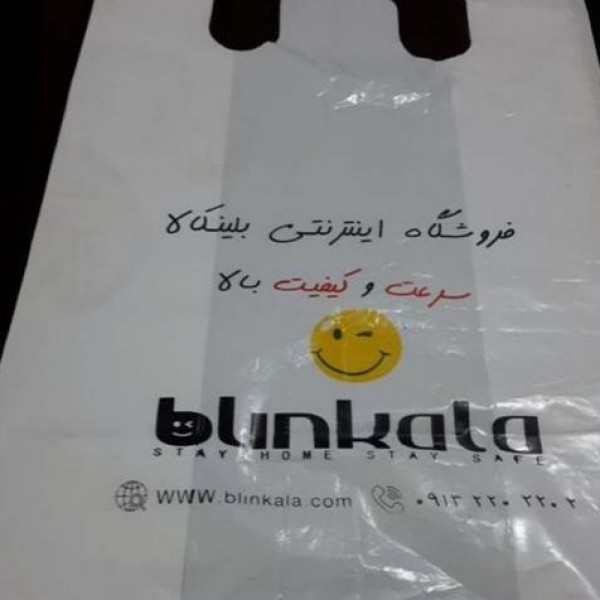 فروشگاه اینترنتی بلینکالا
سرعت و کیفیت بالا
blinkala
STAY HOME STAY SAFE
WWW.blinkala com
۰۹۱۳ ۲۲۰ ۲۲۰۲